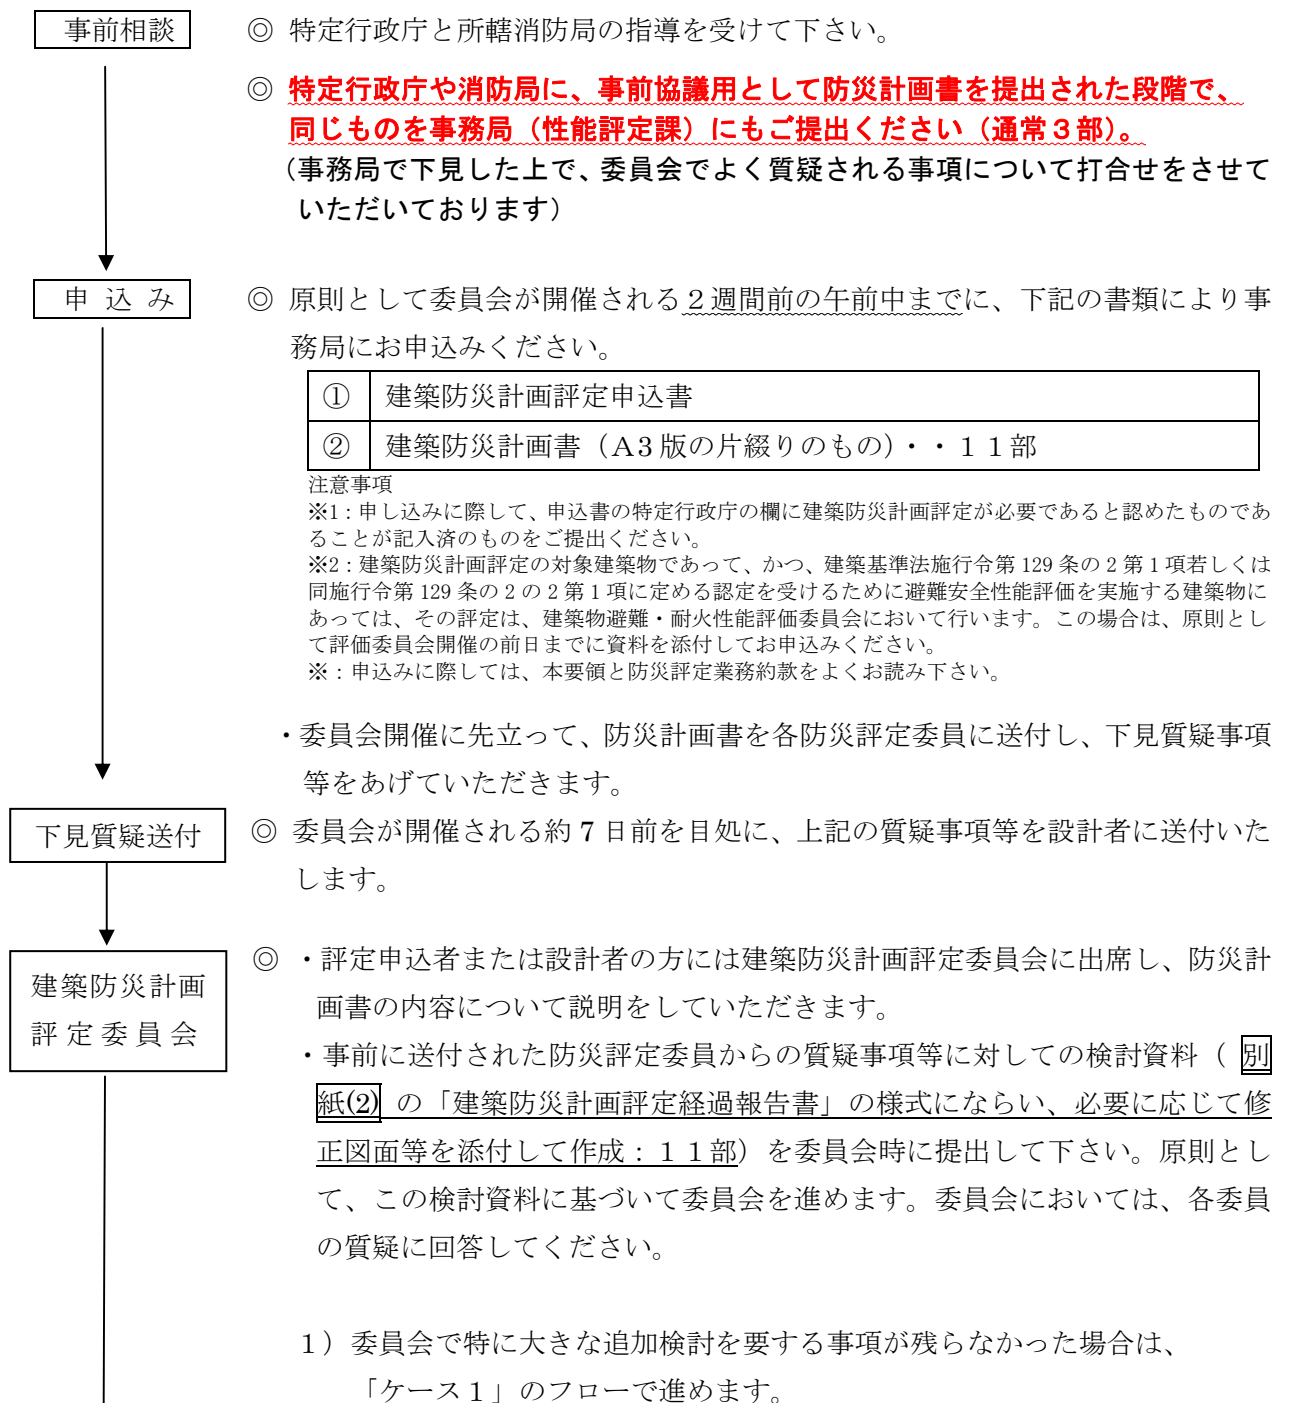 事前相談
◎ 特定行政庁と所轄消防局の指導を受けて下さい。
◎ 特定行政庁や消防局に、事前協議用として防災計画書を提出された段階で、
同じものを事務局（性能評定課）にもご提出ください（通常３部）。
（事務局で下見した上で、委員会でよく質疑される事項について打合せをさせて
いただいております）
申 込 み
◎ 原則として委員会が開催される２週間前の午前中までに、下記の書類により事
務局にお申込みください。
① 建築防災計画評定申込書
② 建築防災計画書（Ａ３版の片綴りのもの）・・１１部
注意事項
※1：申し込みに際して、申込書の特定行政庁の欄に建築防災計画評定が必要であると認めたものであ
ることが記入済のものをご提出ください。
※2：建築防災計画評定の対象建築物であって、かつ、建築基準法施行令第 129 条の 2 第 1 項若しくは
同施行令第 129 条の 2 の 2 第 1 項に定める認定を受けるために避難安全性能評価を実施する建築物に
あっては、その評定は、建築物避難・耐火性能評価委員会において行います。この場合は、原則とし
て評価委員会開催の前日までに資料を添付してお申込みください。
※：申込みに際しては、本要領と防災評定業務約款をよくお読み下さい。
・委員会開催に先立って、防災計画書を各防災評定委員に送付し、下見質疑事項
等をあげていただきます。
下見質疑送付
◎ 委員会が開催される約 7 日前を目処に、上記の質疑事項等を設計者に送付いた
します。
建築防災計画
評定委員会
◎ ・評定申込者または設計者の方には建築防災計画評定委員会に出席し、防災計
画書の内容について説明をしていただきます。
・事前に送付された防災評定委員からの質疑事項等に対しての検討資料（ 別
紙(2) の「建築防災計画評定経過報告書」の様式にならい、必要に応じて修
正図面等を添付して作成：１１部）を委員会時に提出して下さい。原則とし
て、この検討資料に基づいて委員会を進めます。委員会においては、各委員
の質疑に回答してください。
１）委員会で特に大きな追加検討を要する事項が残らなかった場合は、
「ケース１」のフローで進めます。